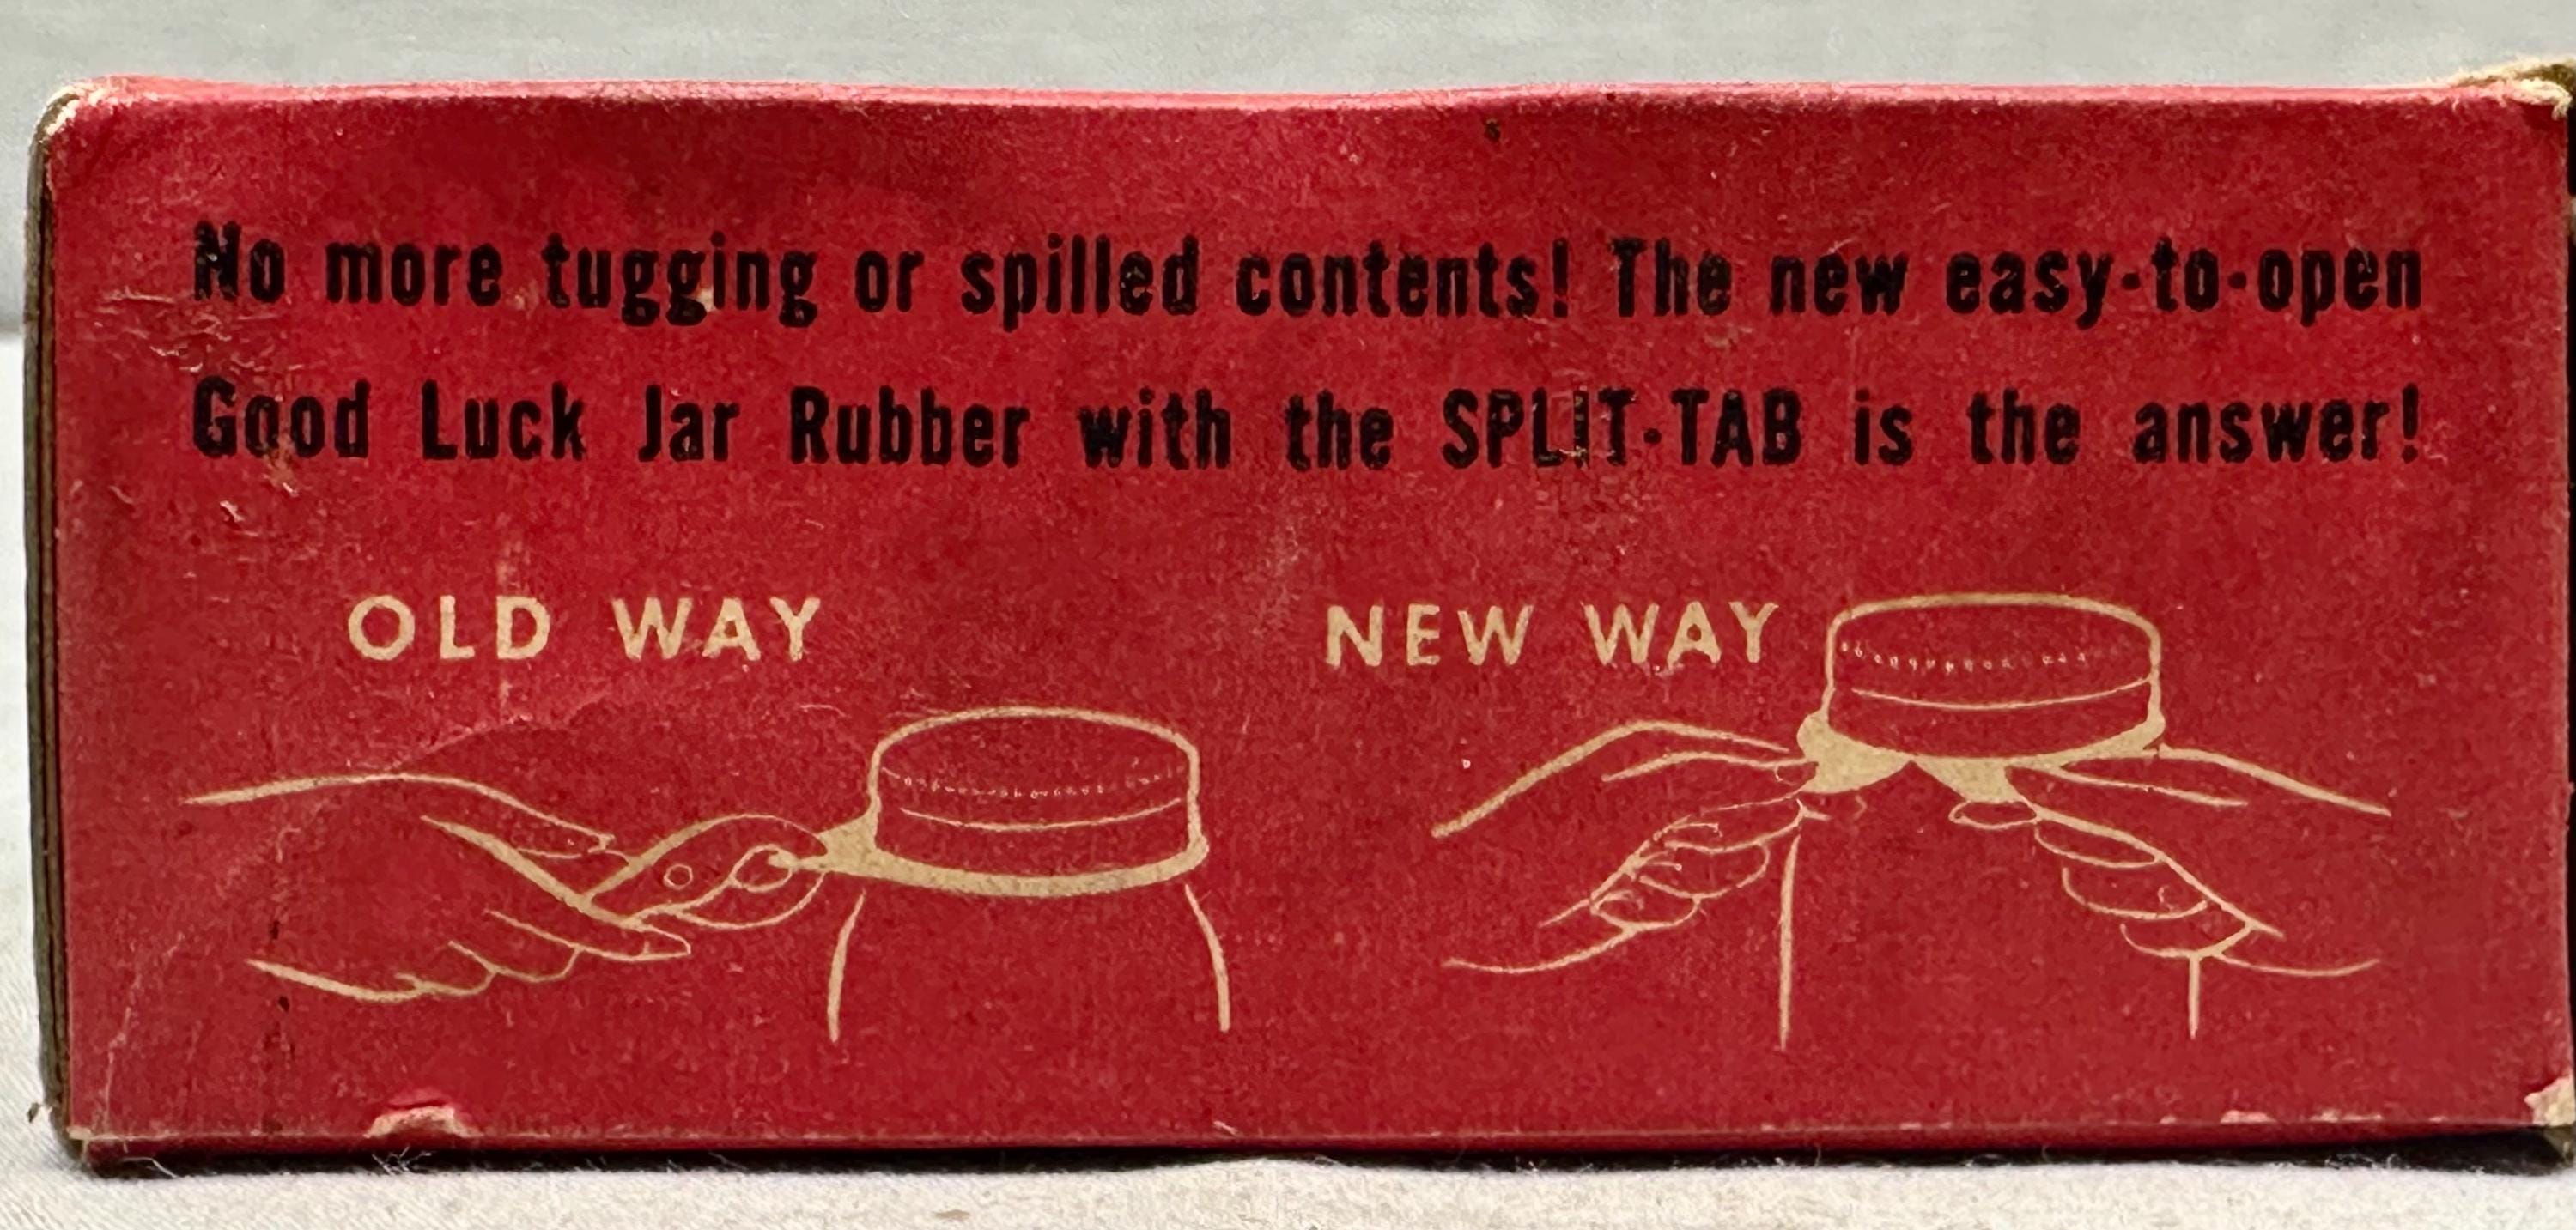 No more tugging or spilled contents! The new easy-to-open
Good Luck Jar Rubber with the SPLIT-TAB is the answer!
OLD WAY
NEW WAY